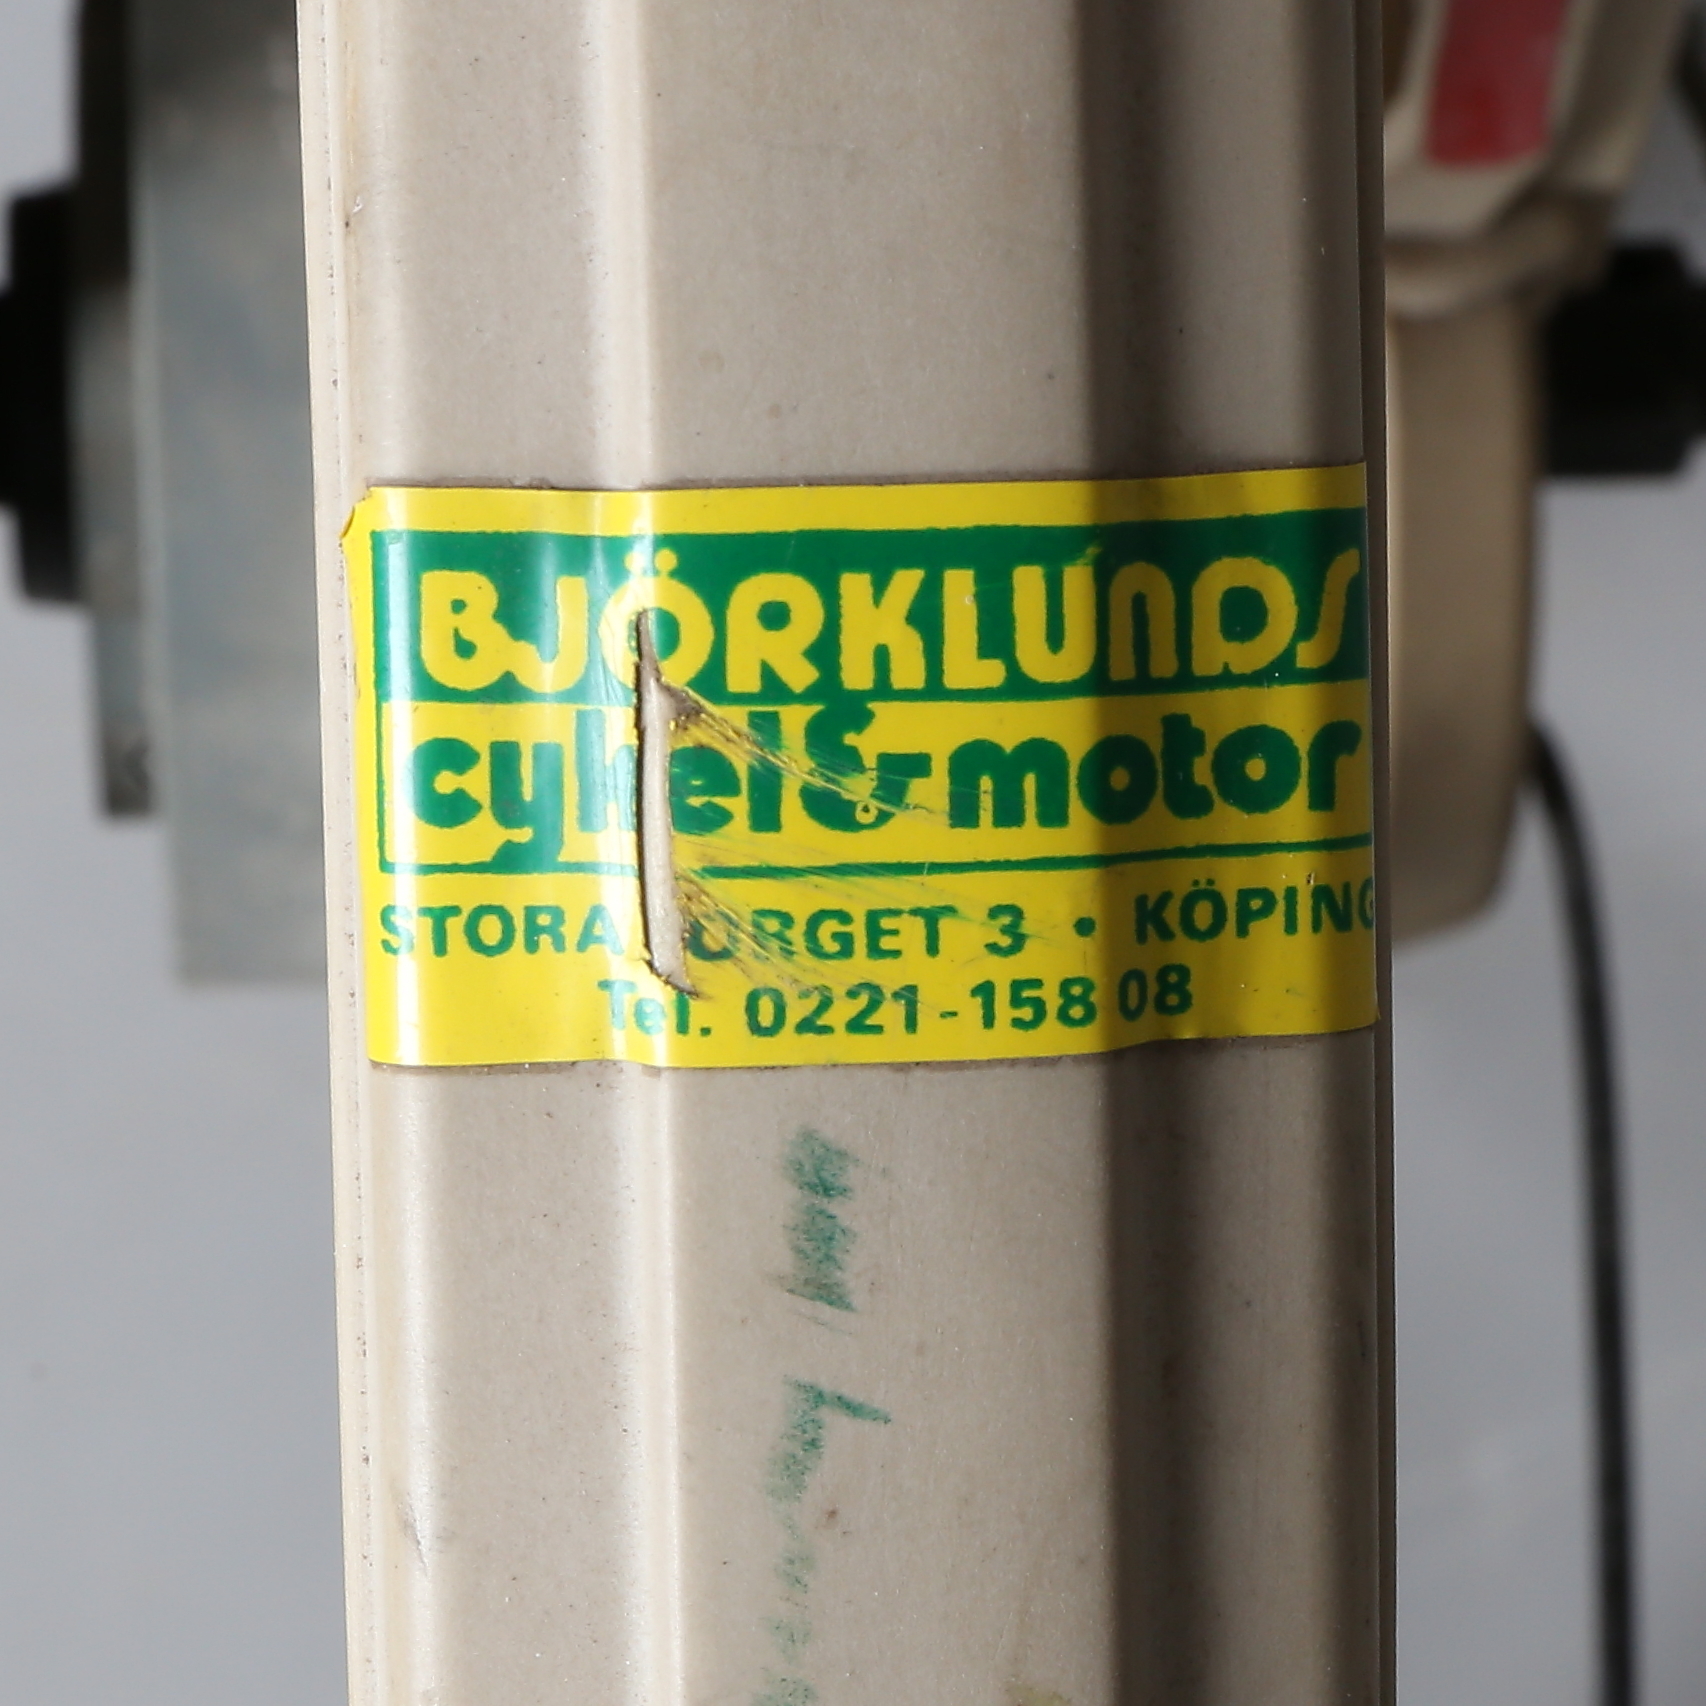 BJÖRKLUNDS
cykel & motor
STORA TORGET 3 • KÖPING
Tel. 0221-158 08